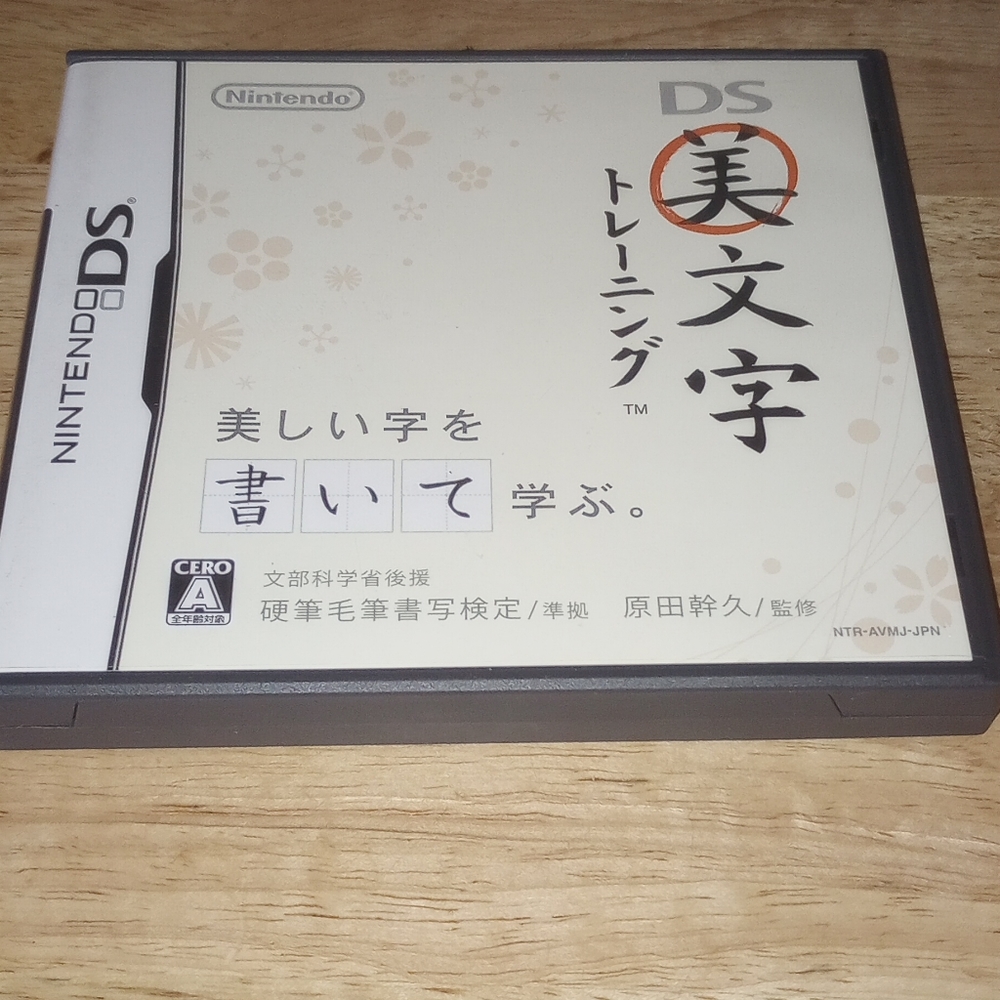 NINTENDO DS®
Nintendo®
DS
美文字
トレーニング™
美しい字を
書いて学ぶ。
CERO
A
全年齢対象
文部科学省後援
硬筆毛筆書写検定/準拠 原田幹久/監修
NTR-AVMJ-JPN